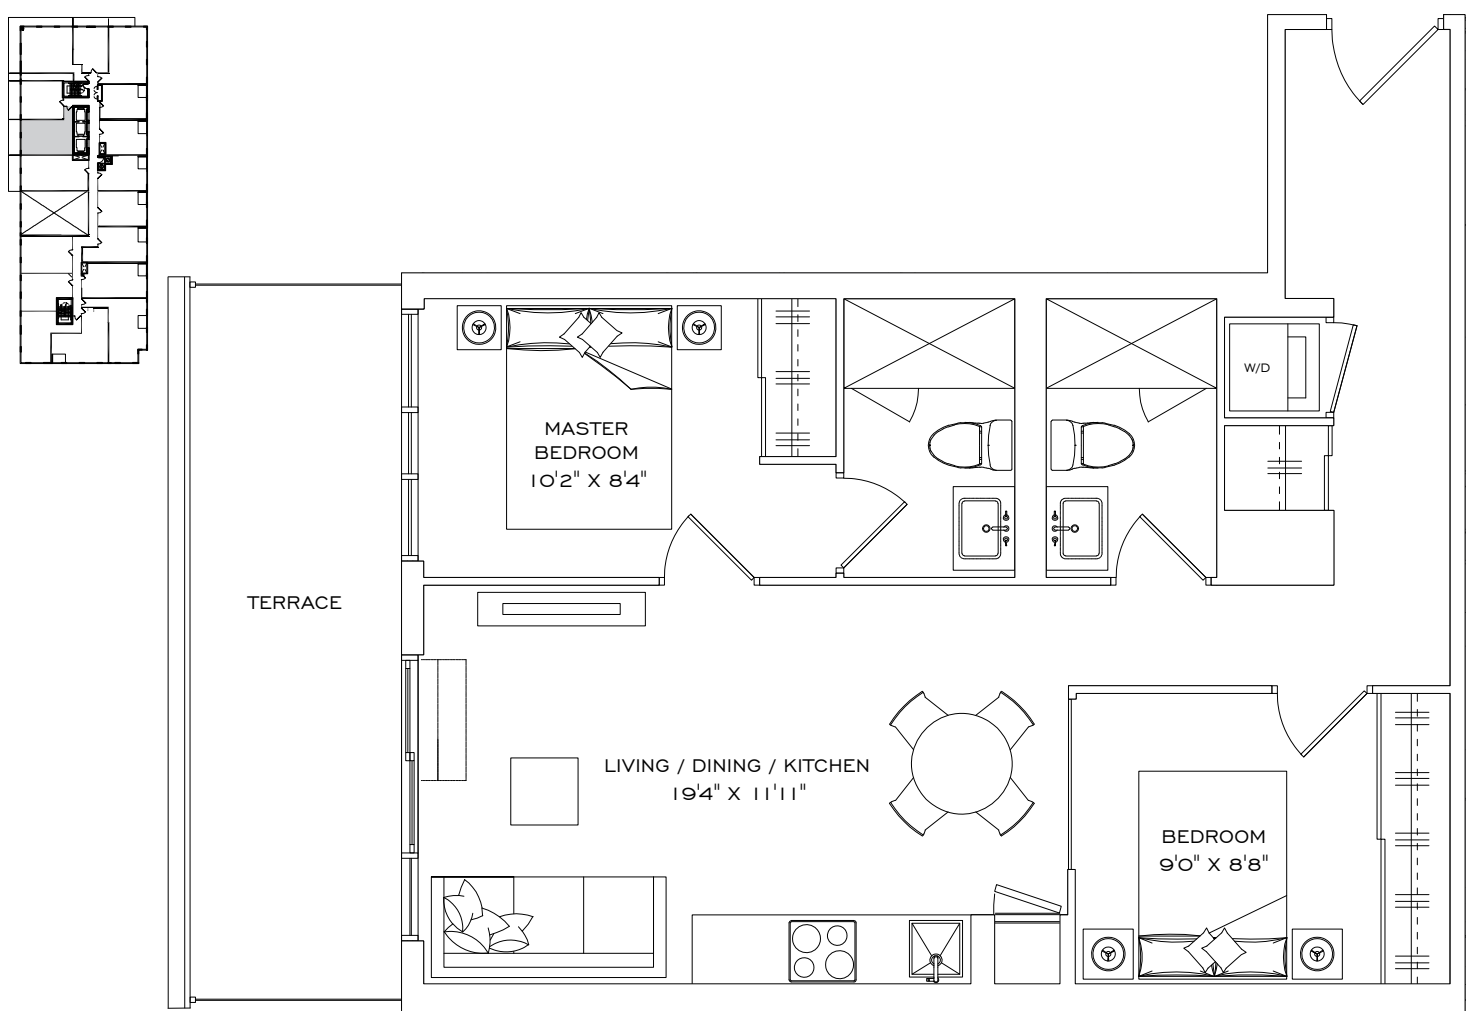 W/D
MASTER
BEDROOM
10'2" X 8'4"
TERRACE
LIVING / DINING / KITCHEN
19'4" X 11'11"
BEDROOM
9'0" X 8'8"